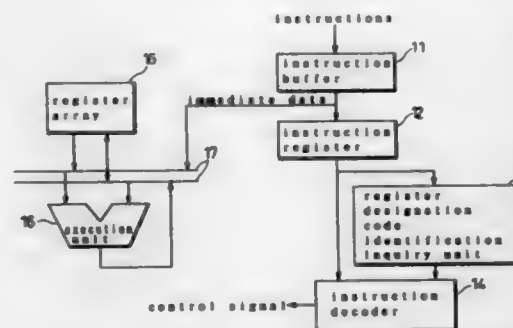 instructions
11
instruction
buffer
15
register
array
immediate data
12
instruction
register
17
register
designation
code
identification
inquiry unit
16
execution
unit
14
instruction
decoder
control signal